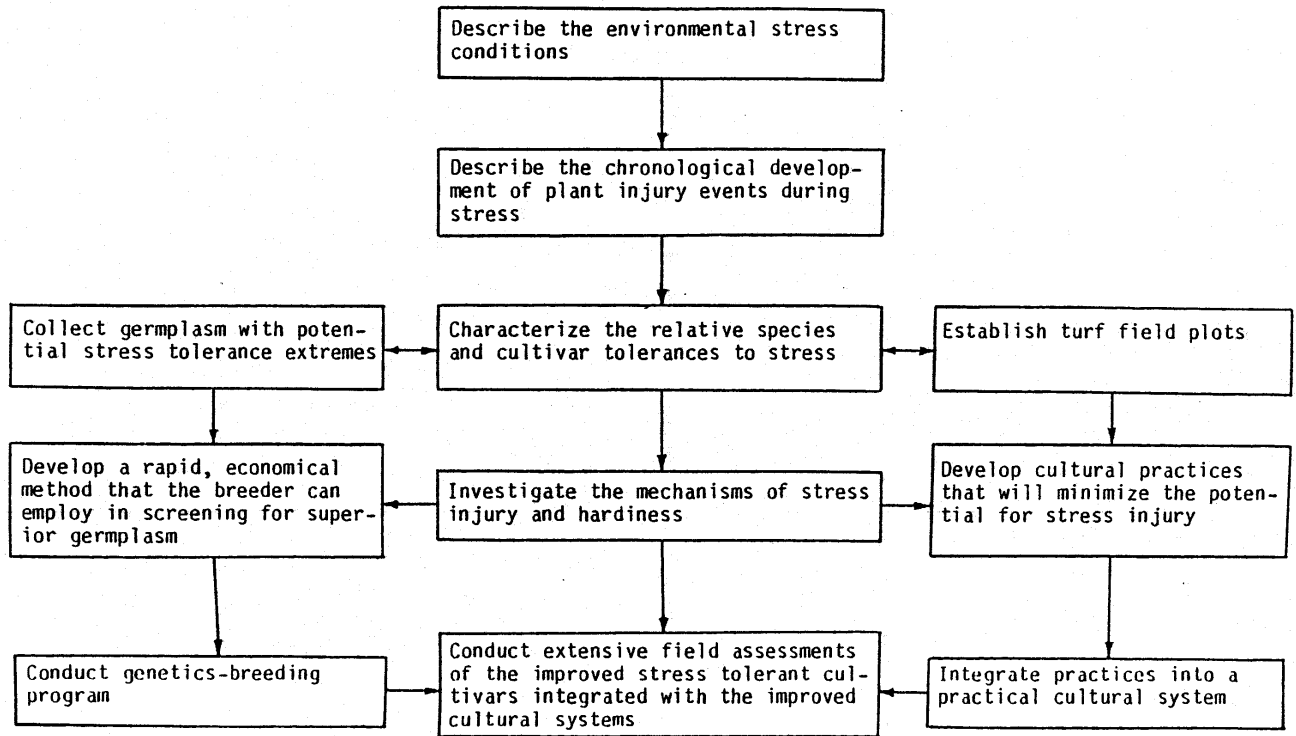 Describe the environmental stress
conditions
Describe the chronological develop-
ment of plant injury events during
stress
Collect germplasm with poten-
tial stress tolerance extremes
Characterize the relative species
and cultivar tolerances to stress
Establish turf field plots
Develop a rapid, economical
method that the breeder can
employ in screening for super-
ior germplasm
Investigate the mechanisms of stress
injury and hardiness
Develop cultural practices
that will minimize the poten-
tial for stress injury
Conduct genetics-breeding
program
Conduct extensive field assessments
of the improved stress tolerant cul-
tivars integrated with the improved
cultural systems
Integrate practices into a
practical cultural system